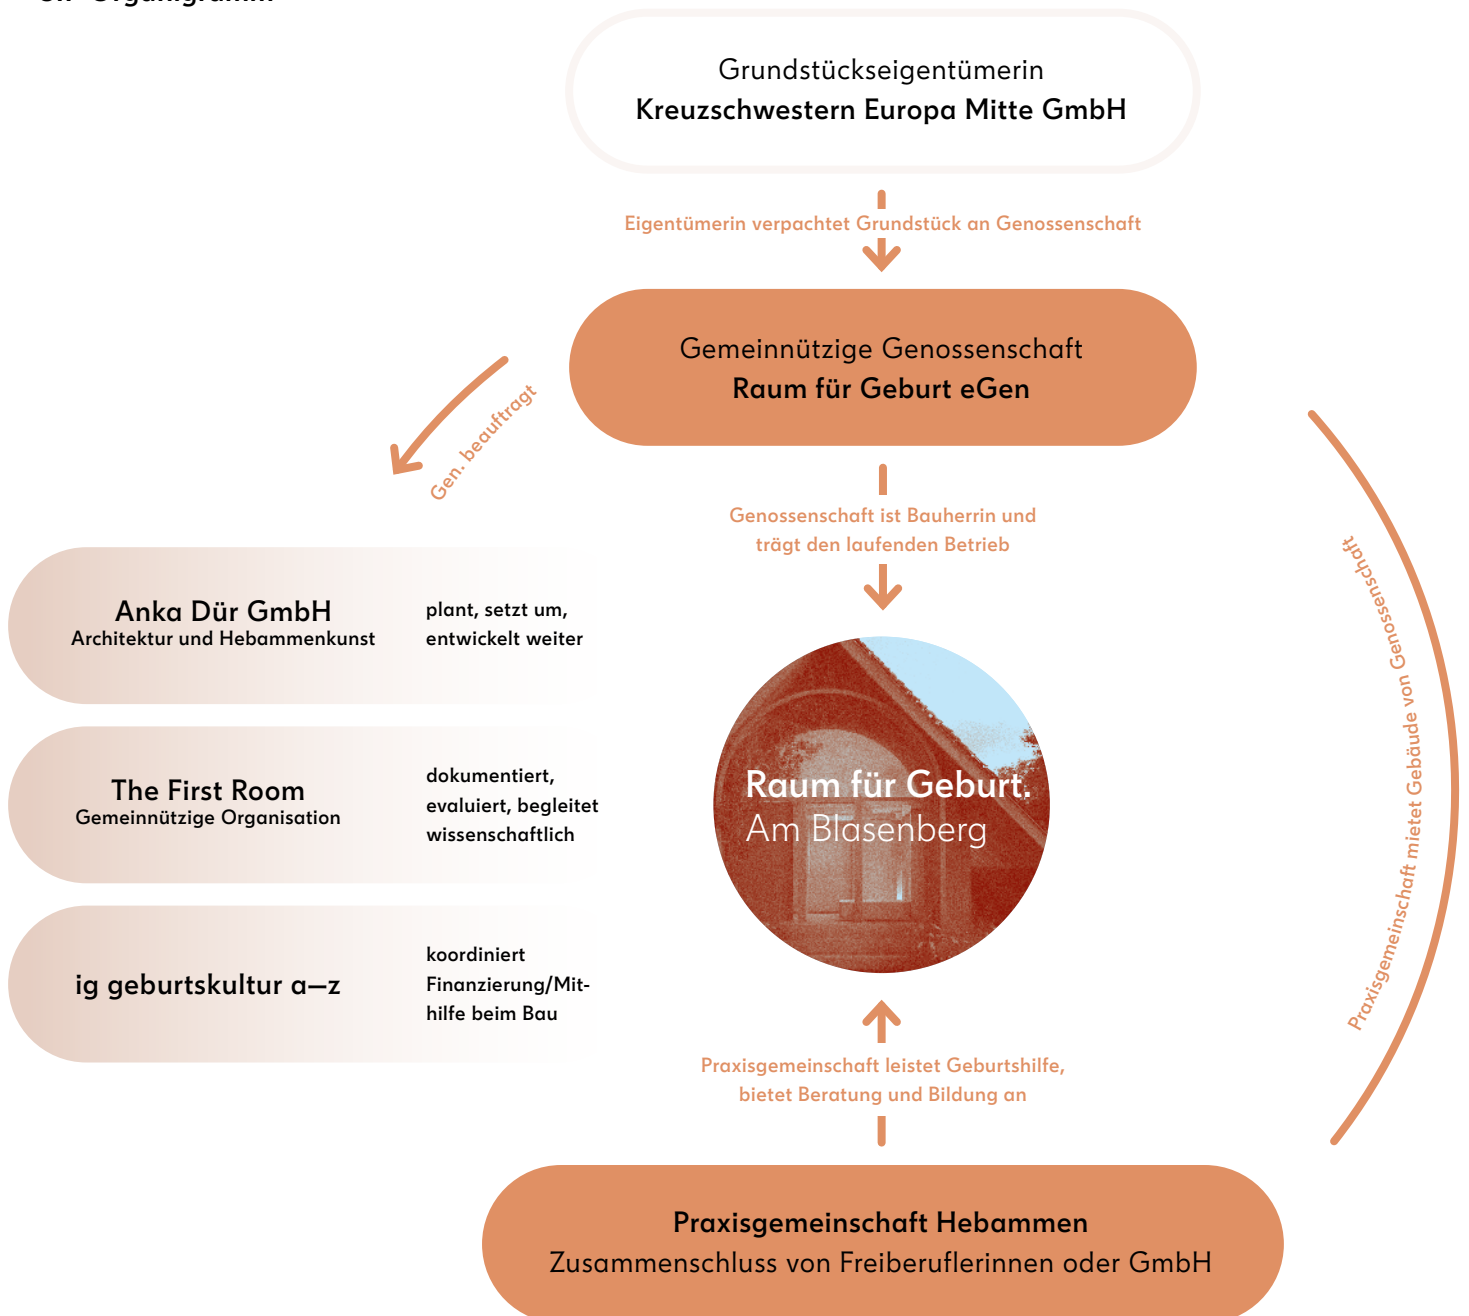 Organigramm
Grundstückseigentümerin
Kreuzschwestern Europa Mitte GmbH
Eigentümerin verpachtet Grundstück an Genossenschaft
Gemeinnützige Genossenschaft
Raum für Geburt eGen
Gen. beauftragt
Genossenschaft ist Bauherrin und
trägt den laufenden Betrieb
Anka Dür GmbH
Architektur und Hebammenkunst
plant, setzt um,
entwickelt weiter
The First Room
Gemeinnützige Organisation
dokumentiert,
evaluiert, begleitet
wissenschaftlich
ig geburtskultur a—z
koordiniert
Finanzierung/Mit-
hilfe beim Bau
Raum für Geburt.
Am Blasenberg
Praxisgemeinschaft mietet Gebäude von Genossenschaft
Praxisgemeinschaft leistet Geburtshilfe,
bietet Beratung und Bildung an
Praxisgemeinschaft Hebammen
Zusammenschluss von Freiberuflerinnen oder GmbH